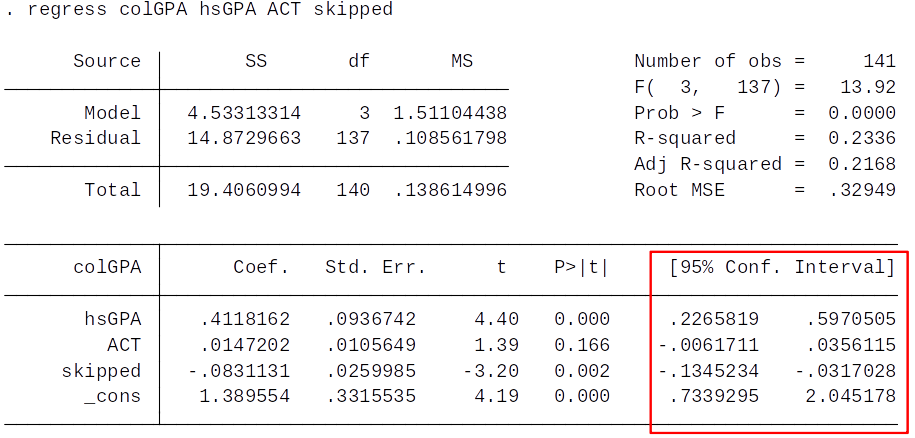 . regress colGPA hsGPA ACT skipped
Source SS df MS Number of obs = 141
F( 3, 137) = 13.92
Model 4.53313314 3 1.51104438 Prob > F = 0.0000
Residual 14.8729663 137 .108561798 R-squared = 0.2336
Adj R-squared = 0.2168
Total 19.4060994 140 .138614996 Root MSE = .32949
colGPA Coef. Std. Err. t P>|t| [95% Conf. Interval]
hsGPA .4118162 .0936742 4.40 0.000 .2265819 .5970505
ACT .0147202 .0105649 1.39 0.166 -.0061711 .0356115
skipped -.0831131 .0259985 -3.20 0.002 -.1345234 -.0317028
_cons 1.389554 .3315535 4.19 0.000 .7339295 2.045178